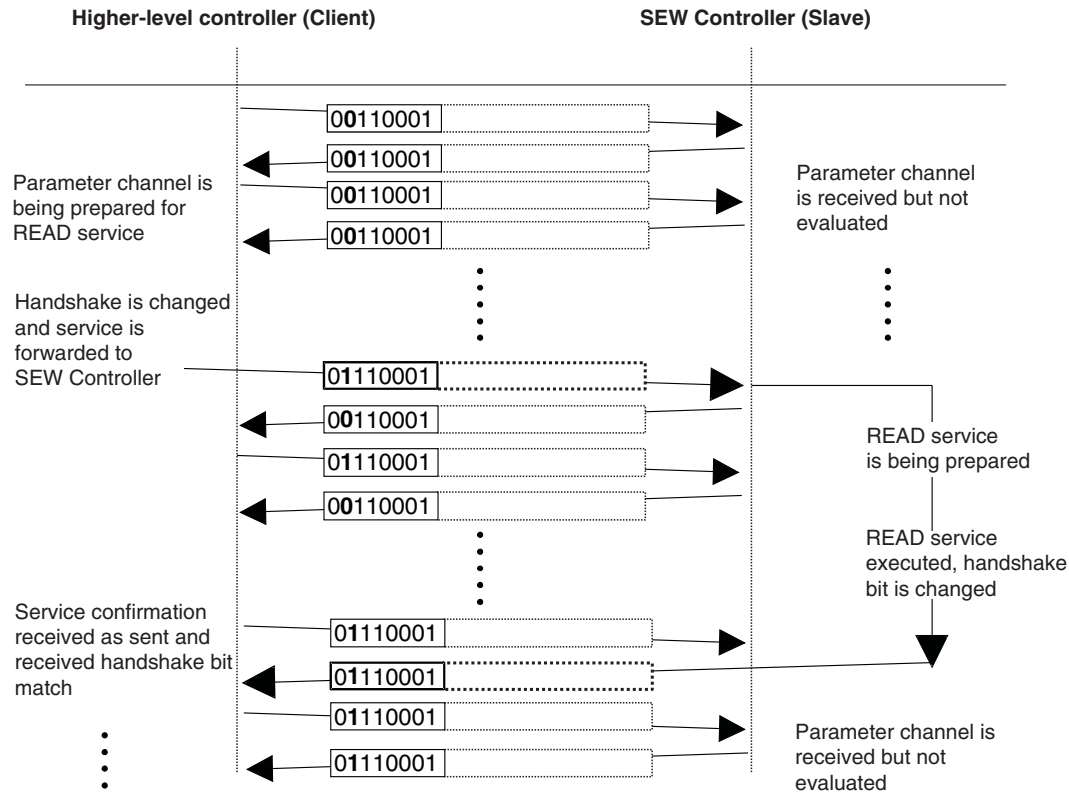 Higher-level controller (Client)
SEW Controller (Slave)
00110001
00110001
00110001
00110001
Parameter channel is
being prepared for
READ service
Parameter channel
is received but not
evaluated
Handshake is changed
and service is
forwarded to
SEW Controller
01110001
00110001
01110001
00110001
READ service
is being prepared
READ service
executed, handshake
bit is changed
Service confirmation
received as sent and
received handshake bit
match
01110001
01110001
01110001
01110001
Parameter channel is
received but not
evaluated